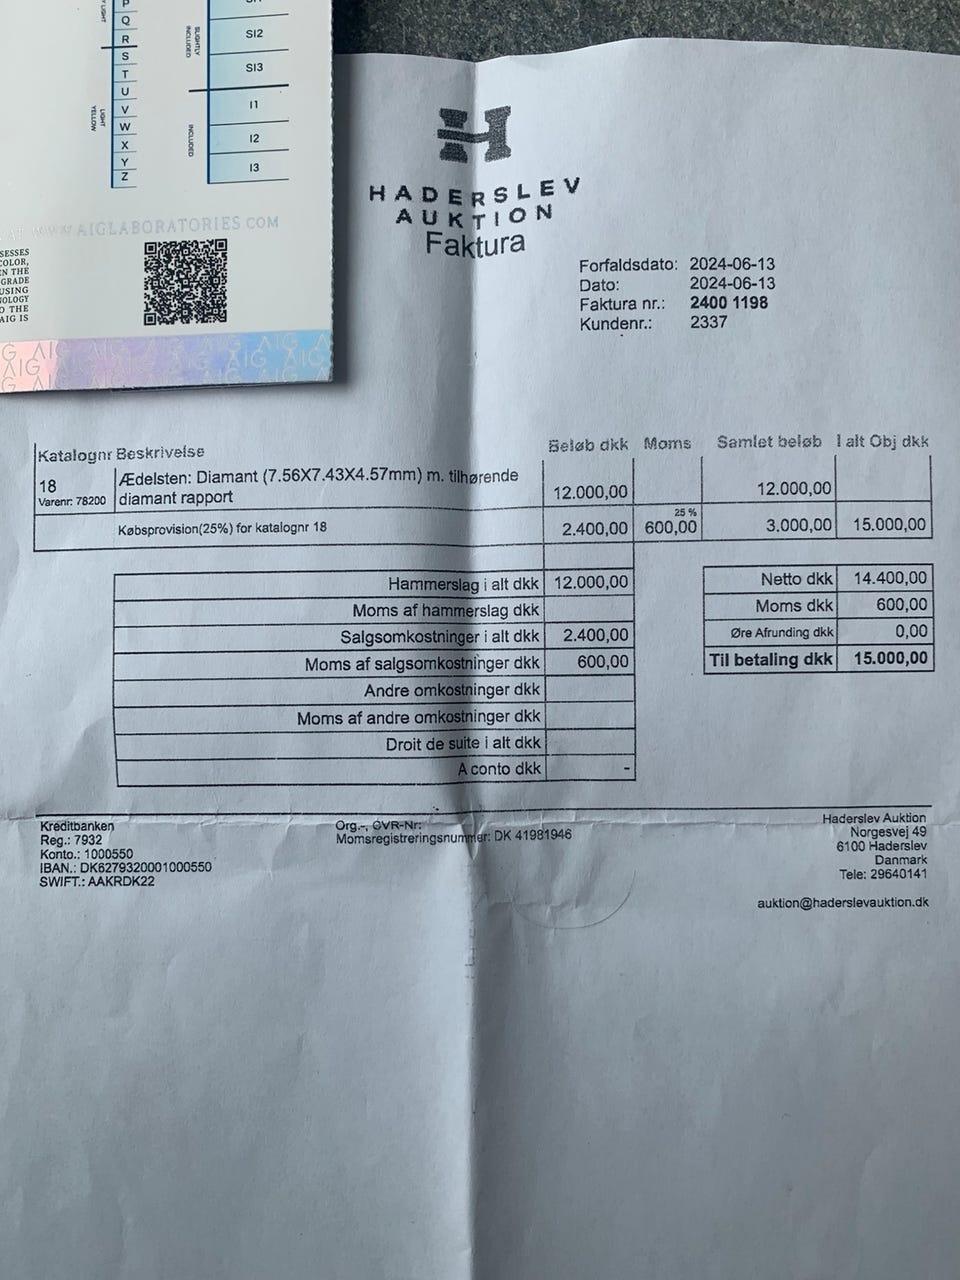 P
Q
R
S
T
U
V
W
X
Y
Z
LIGHT
YELLOW
SI2
SI3
I1
I2
I3
SLIGHTLY
INCLUDED
INCLUDED
WWW.AIGLABORATORIES.COM
COLOR,
EN THE
GRADE
USING
TO THE
AIG IS
AIG AIG AIG AIG AIG
HADERSLEV
AUKTION
Faktura
Forfaldsdato: 2024-06-13
Dato: 2024-06-13
Faktura nr.: 2400 1198
Kundenr.: 2337
Katalognr Beskrivelse Beløb dkk Moms Samlet beløb I alt Obj dkk
18 Ædelsten: Diamant (7.56X7.43X4.57mm) m. tilhørende
Varenr: 78200 diamant rapport 12.000,00 12.000,00
Købsprovision(25%) for katalognr 18 2.400,00 25 % 600,00 3.000,00 15.000,00
Hammerslag i alt dkk 12.000,00
Moms af hammerslag dkk
Salgsomkostninger i alt dkk 2.400,00
Moms af salgsomkostninger dkk 600,00
Andre omkostninger dkk
Moms af andre omkostninger dkk
Droit de suite i alt dkk
A conto dkk -
Netto dkk 14.400,00
Moms dkk 600,00
Øre Afrunding dkk 0,00
Til betaling dkk 15.000,00
Kreditbanken
Reg.: 7932
Konto.: 1000550
IBAN.: DK6279320001000550
SWIFT.: AAKRDK22
Org.-, CVR-Nr:
Momsregistreringsnummer: DK 41981946
Haderslev Auktion
Norgesvej 49
6100 Haderslev
Danmark
Tele: 29640141
auktion@haderslevauktion.dk